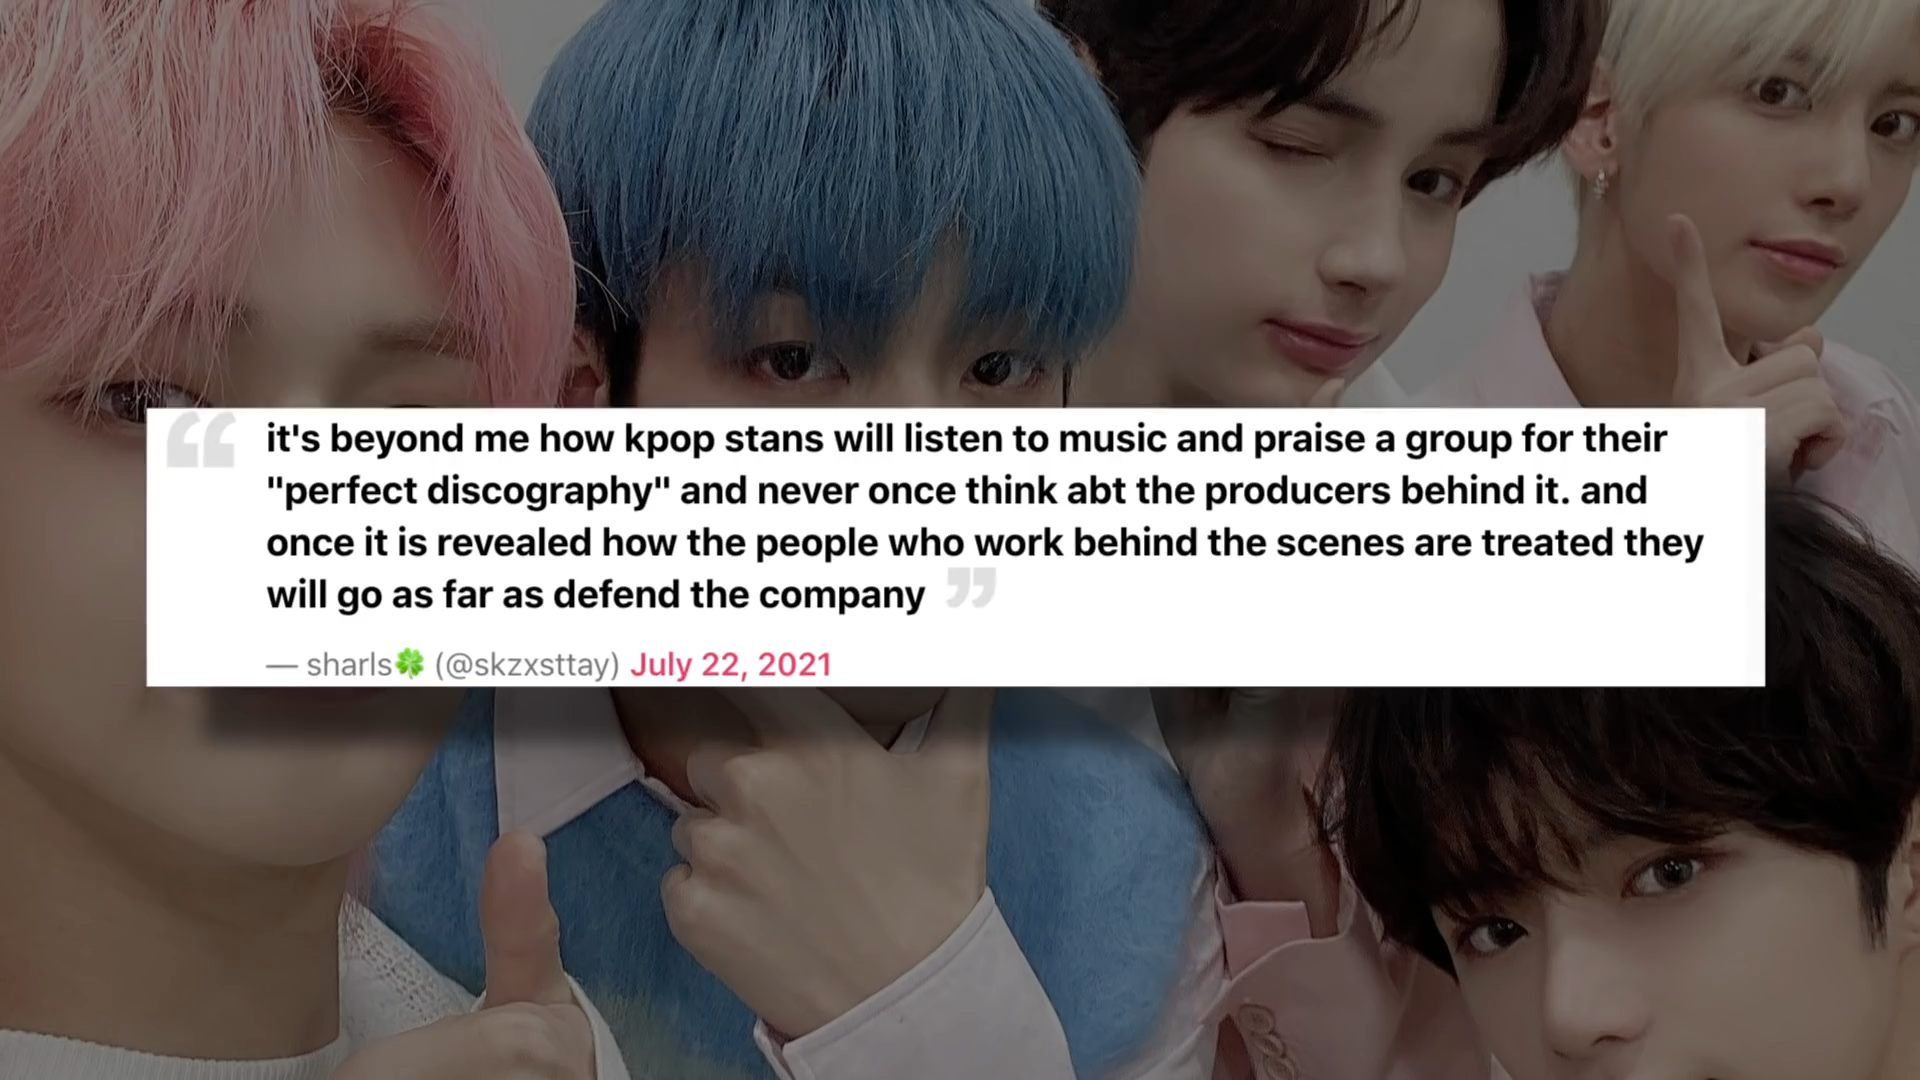 “ it's beyond me how kpop stans will listen to music and praise a group for their
"perfect discography" and never once think abt the producers behind it. and
once it is revealed how the people who work behind the scenes are treated they
will go as far as defend the company ”
— sharls🍀 (@skzxsttay) July 22, 2021